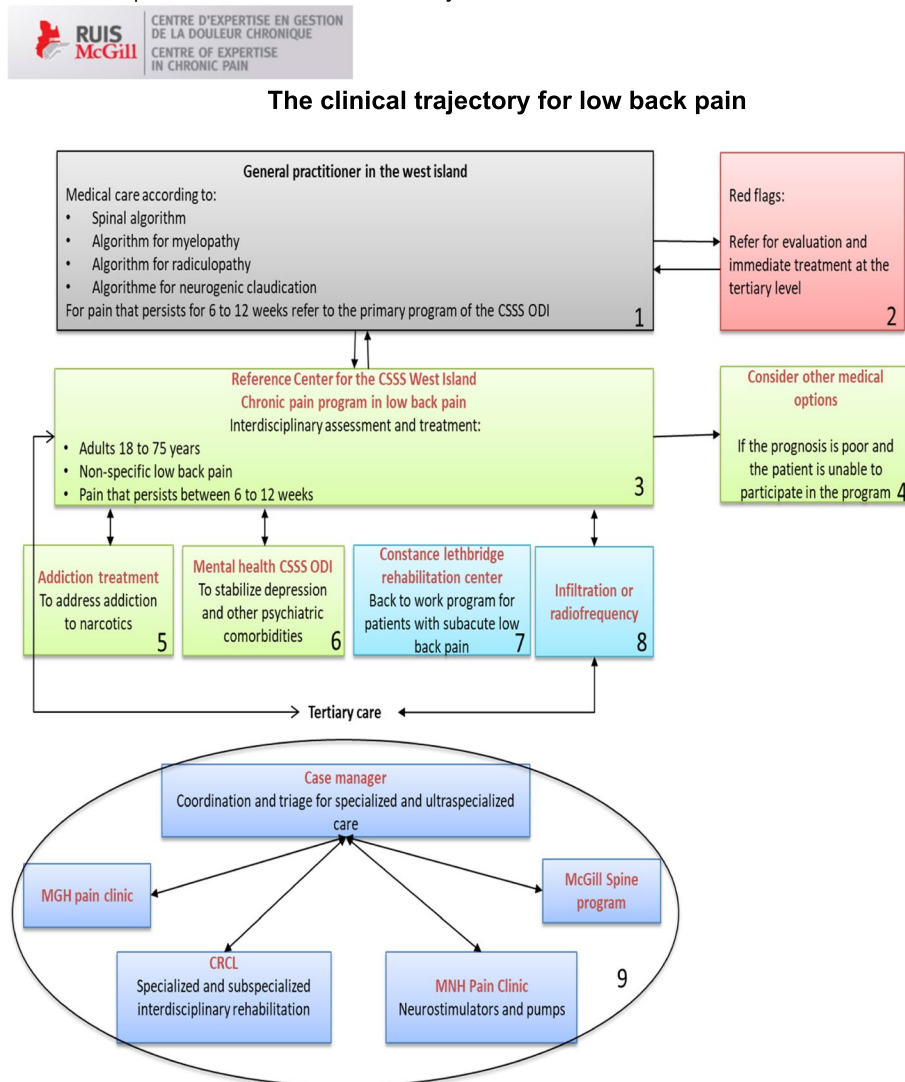 RUIS
McGill
CENTRE D'EXPERTISE EN GESTION
DE LA DOULEUR CHRONIQUE
CENTRE OF EXPERTISE
IN CHRONIC PAIN
The clinical trajectory for low back pain
General practitioner in the west island
Medical care according to:
• Spinal algorithm
• Algorithm for myelopathy
• Algorithm for radiculopathy
• Algorithme for neurogenic claudication
For pain that persists for 6 to 12 weeks refer to the primary program of the CSSS ODI
1
Red flags:
Refer for evaluation and
immediate treatment at the
tertiary level
2
Reference Center for the CSSS West Island
Chronic pain program in low back pain
Interdisciplinary assessment and treatment:
• Adults 18 to 75 years
• Non-specific low back pain
• Pain that persists between 6 to 12 weeks
3
Consider other medical
options
If the prognosis is poor and
the patient is unable to
participate in the program
4
Addiction treatment
To address addiction
to narcotics
5
Mental health CSSS ODI
To stabilize depression
and other psychiatric
comorbidities
6
Constance lethbridge
rehabilitation center
Back to work program for
patients with subacute low
back pain
7
Infiltration or
radiofrequency
8
Tertiary care
Case manager
Coordination and triage for specialized and ultraspecialized
care
MGH pain clinic
McGill Spine
program
CRCL
Specialized and subspecialized
interdisciplinary rehabilitation
MNH Pain Clinic
Neurostimulators and pumps
9